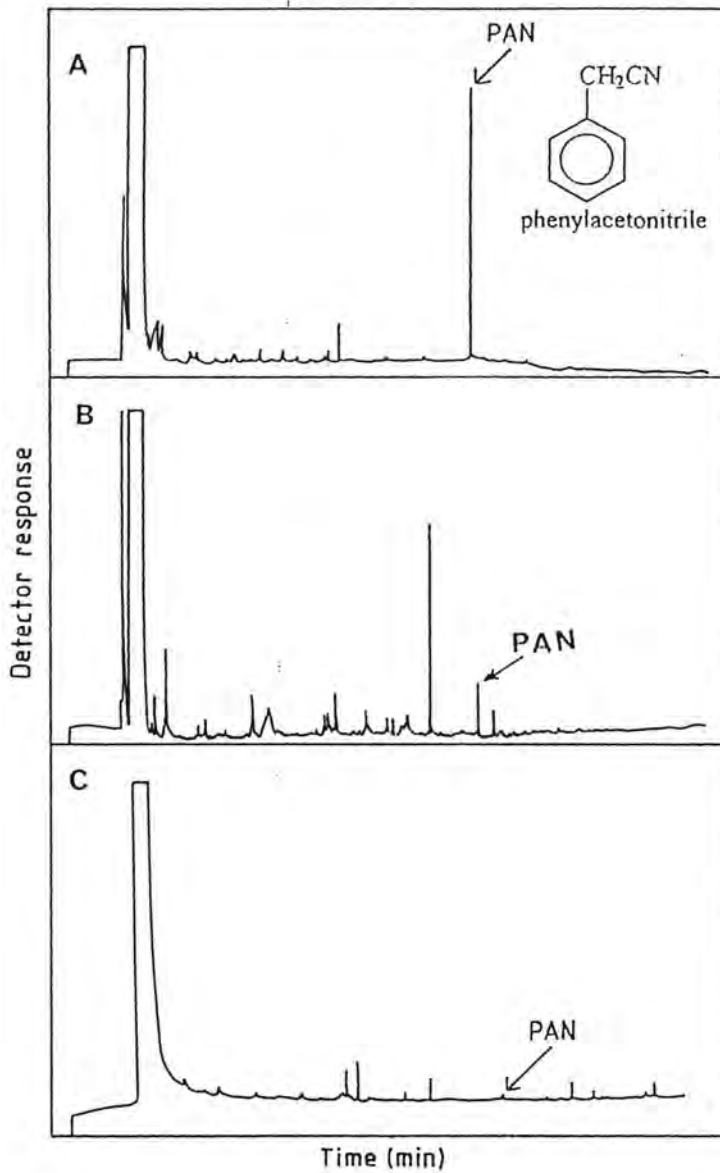 A
PAN
CH₂CN
phenylacetonitrile
B
PAN
Detector response
C
PAN
Time (min)